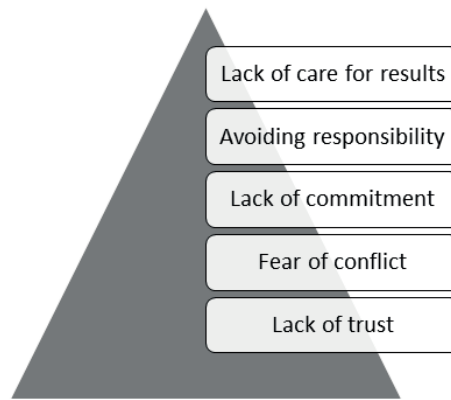 Lack of care for results
Avoiding responsibility
Lack of commitment
Fear of conflict
Lack of trust